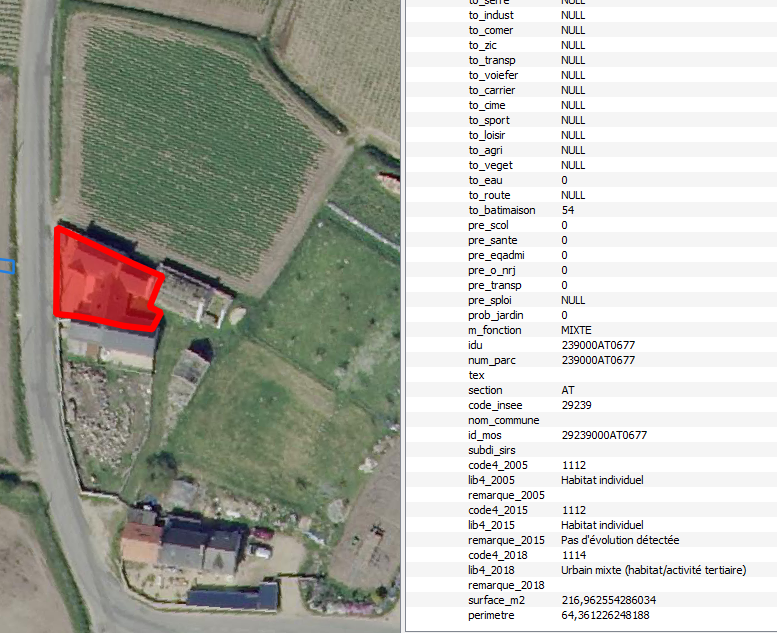 to_serre NULL
to_indust NULL
to_comer NULL
to_zic NULL
to_transp NULL
to_voiefer NULL
to_carrier NULL
to_cime NULL
to_sport NULL
to_loisir NULL
to_agri NULL
to_veget NULL
to_eau 0
to_route NULL
to_batimaison 54
pre_scol 0
pre_sante 0
pre_eqadmi 0
pre_o_nrj 0
pre_transp 0
pre_sploi NULL
prob_jardin 0
m_fonction MIXTE
idu 239000AT0677
num_parc 239000AT0677
tex
section AT
code_insee 29239
nom_commune
id_mos 29239000AT0677
subdi_sirs
code4_2005 1112
lib4_2005 Habitat individuel
remarque_2005
code4_2015 1112
lib4_2015 Habitat individuel
remarque_2015 Pas d'évolution détectée
code4_2018 1114
lib4_2018 Urbain mixte (habitat/activité tertiaire)
remarque_2018
surface_m2 216,962554286034
perimetre 64,361226248188